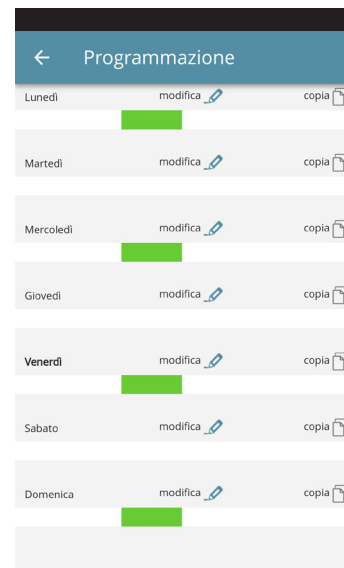 Programmazione
Lunedì modifica copia
Martedì modifica copia
Mercoledì modifica copia
Giovedì modifica copia
Venerdì modifica copia
Sabato modifica copia
Domenica modifica copia